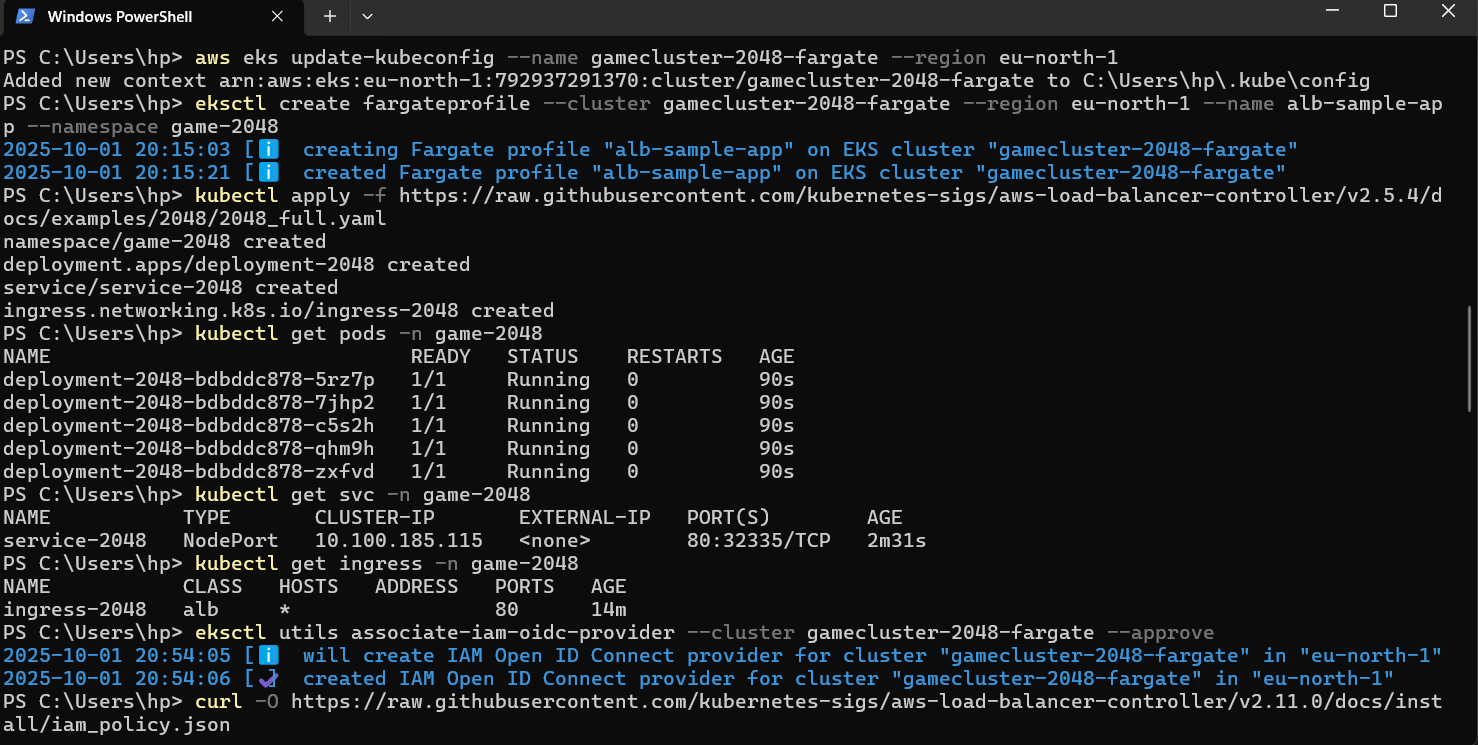 Windows PowerShell
PS C:\Users\hp> aws eks update-kubeconfig --name gamecluster-2048-fargate --region eu-north-1
Added new context arn:aws:eks:eu-north-1:792937291370:cluster/gamecluster-2048-fargate to C:\Users\hp\.kube\config
PS C:\Users\hp> eksctl create fargateprofile --cluster gamecluster-2048-fargate --region eu-north-1 --name alb-sample-ap
p --namespace game-2048
2025-10-01 20:15:03 [ℹ]  creating Fargate profile "alb-sample-app" on EKS cluster "gamecluster-2048-fargate"
2025-10-01 20:15:21 [ℹ]  created Fargate profile "alb-sample-app" on EKS cluster "gamecluster-2048-fargate"
PS C:\Users\hp> kubectl apply -f https://raw.githubusercontent.com/kubernetes-sigs/aws-load-balancer-controller/v2.5.4/d
ocs/examples/2048/2048_full.yaml
namespace/game-2048 created
deployment.apps/deployment-2048 created
service/service-2048 created
ingress.networking.k8s.io/ingress-2048 created
PS C:\Users\hp> kubectl get pods -n game-2048
NAME                              READY   STATUS    RESTARTS   AGE
deployment-2048-bdbddc878-5rz7p   1/1     Running   0          90s
deployment-2048-bdbddc878-7jhp2   1/1     Running   0          90s
deployment-2048-bdbddc878-c5s2h   1/1     Running   0          90s
deployment-2048-bdbddc878-qhm9h   1/1     Running   0          90s
deployment-2048-bdbddc878-zxfvd   1/1     Running   0          90s
PS C:\Users\hp> kubectl get svc -n game-2048
NAME           TYPE       CLUSTER-IP       EXTERNAL-IP   PORT(S)        AGE
service-2048   NodePort   10.100.185.115   <none>        80:32335/TCP   2m31s
PS C:\Users\hp> kubectl get ingress -n game-2048
NAME           CLASS   HOSTS   ADDRESS   PORTS   AGE
ingress-2048   alb     *                 80      14m
PS C:\Users\hp> eksctl utils associate-iam-oidc-provider --cluster gamecluster-2048-fargate --approve
2025-10-01 20:54:05 [ℹ]  will create IAM Open ID Connect provider for cluster "gamecluster-2048-fargate" in "eu-north-1"
2025-10-01 20:54:06 [✔]  created IAM Open ID Connect provider for cluster "gamecluster-2048-fargate" in "eu-north-1"
PS C:\Users\hp> curl -O https://raw.githubusercontent.com/kubernetes-sigs/aws-load-balancer-controller/v2.11.0/docs/inst
all/iam_policy.json